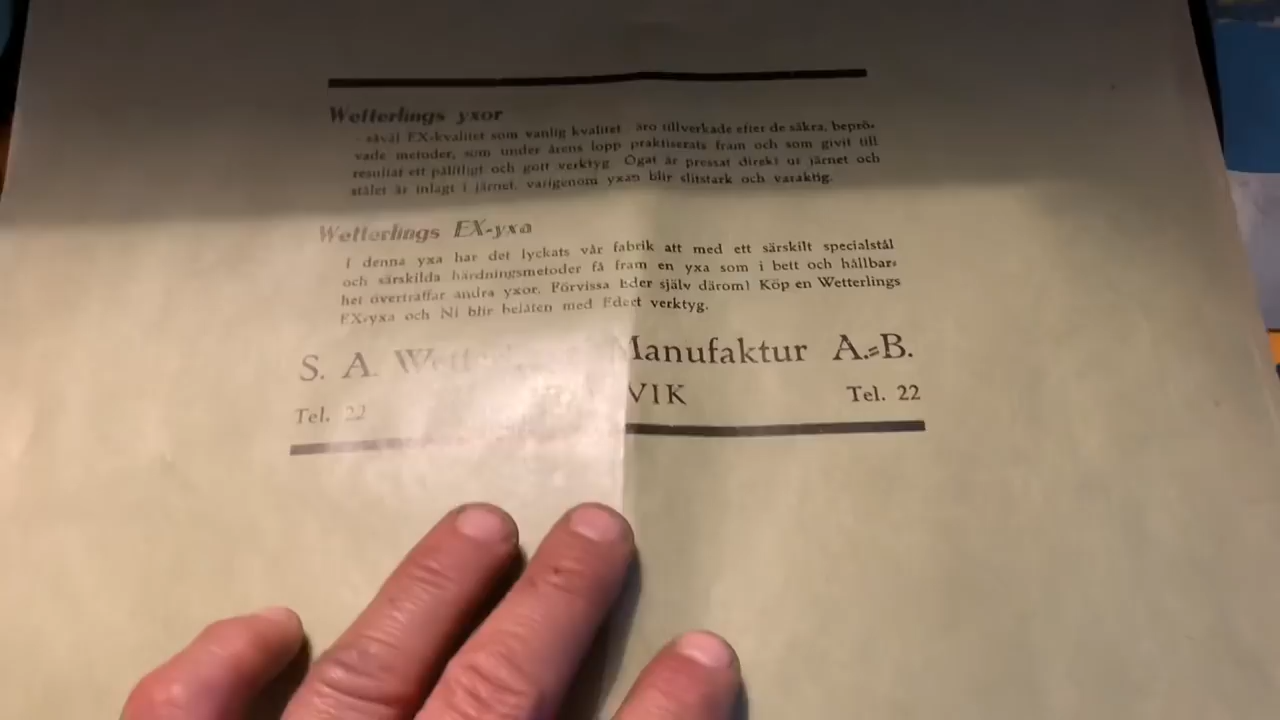 Wetterlings yxor
såväl EX-kvalitet som vanlig kvalitet äro tillverkade efter de säkra, beprö-
vade metoder, som under årens lopp praktiserats fram och som givit till
resultat ett pålitligt och gott verktyg. Ögat är pressat direkt ur järnet och
stålet är inlagt i järnet, varigenom yxan blir slitstark och varaktig.
Wetterlings EX-yxa
I denna yxa har det lyckats vår fabrik att med ett särskilt specialstål
och särskilda härdningsmetoder få fram en yxa som i bett och hållbar-
het överträffar andra yxor. Förvissa Eder själv därom! Köp en Wetterlings
EX-yxa och Ni blir belåten med Edert verktyg.
S. A. Manufaktur A.-B.
VIK
Tel. 22 Tel. 22